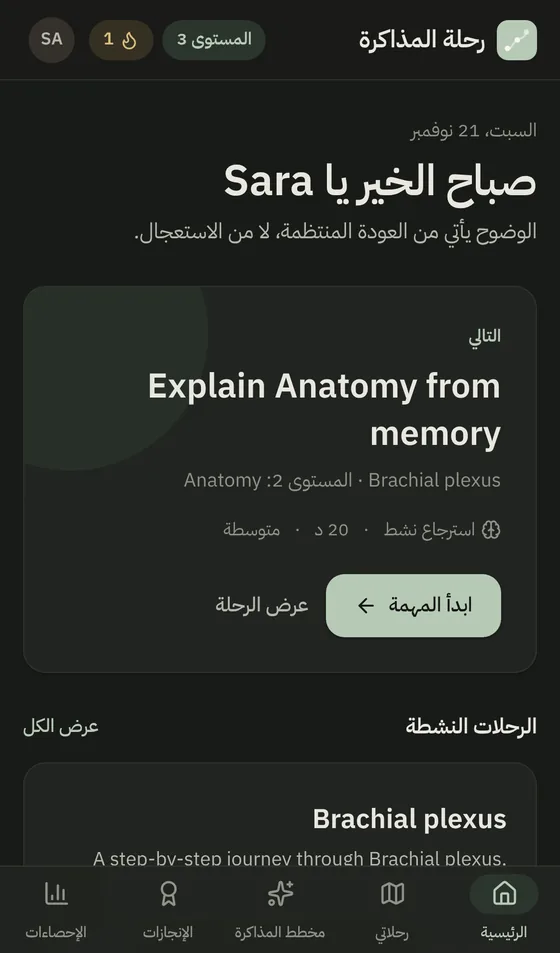 رحلة المذاكرة
المستوى 3
1
SA
السبت، 21 نوفمبر
صباح الخير يا Sara
الوضوح يأتي من العودة المنتظمة، لا من الاستعجال.
التالي
Explain Anatomy from
memory
Brachial plexus · المستوى 2: Anatomy
استرجاع نشط · 20 د · متوسطة
ابدأ المهمة
عرض الرحلة
الرحلات النشطة
عرض الكل
Brachial plexus
A step-by-step journey through Brachial plexus.
الرئيسية
رحلاتي
مخطط المذاكرة
الإنجازات
الإحصاءات